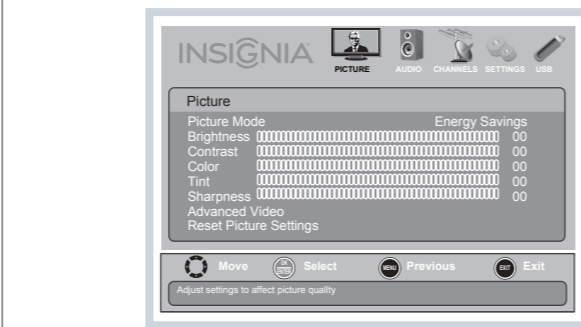 INSIGNIA
PICTURE AUDIO CHANNELS SETTINGS USB
Picture
Picture Mode Energy Savings
Brightness 00
Contrast 00
Color 00
Tint 00
Sharpness 00
Advanced Video
Reset Picture Settings
Move OK ENTER Select MENU Previous EXIT Exit
Adjust settings to affect picture quality